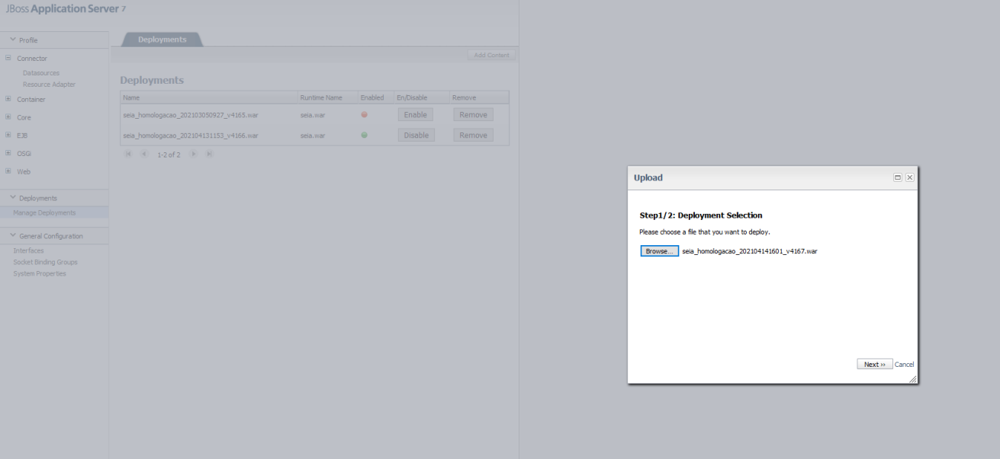 JBoss Application Server 7
Profile
Connector
Datasources
Resource Adapter
Container
Core
EJB
OSGi
Web
Deployments
Manage Deployments
General Configuration
Interfaces
Socket Binding Groups
System Properties
Deployments
Add Content
Deployments
Name Runtime Name Enabled En/Disable Remove
seia_homologacao_202103050927_v4165.war seia.war Enable Remove
seia_homologacao_202104131153_v4166.war seia.war Disable Remove
1-2 of 2
Upload
Step1/2: Deployment Selection
Please choose a file that you want to deploy.
Browse... seia_homologacao_202104141601_v4167.war
Next ›› Cancel